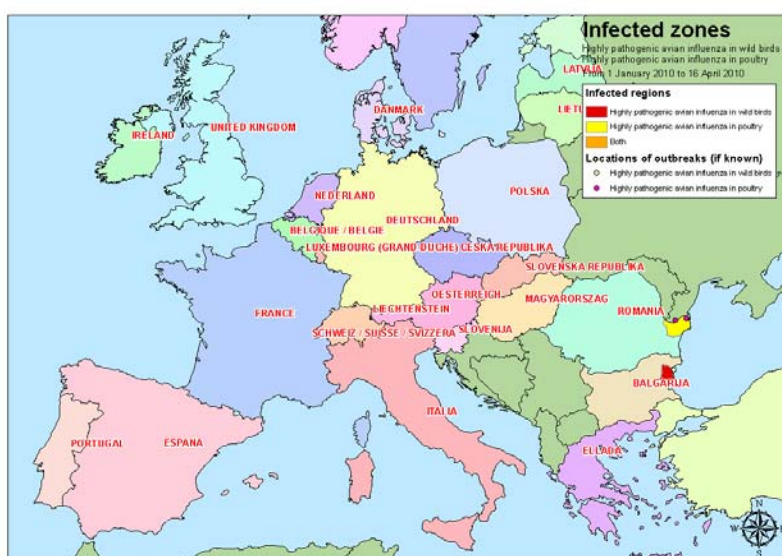 Infected zones
Highly pathogenic avian influenza in wild birds
Highly pathogenic avian influenza in poultry
From 1 January 2010 to 16 April 2010
Infected regions
Highly pathogenic avian influenza in wild birds
Highly pathogenic avian influenza in poultry
Both
Locations of outbreaks (if known)
Highly pathogenic avian influenza in wild birds
Highly pathogenic avian influenza in poultry
LATVIJA
DANMARK
IRELAND
UNITED KINGDOM
NEDERLAND
POLSKA
DEUTSCHLAND
BELGIQUE / BELGIE
LUXEMBOURG (GRAND-DUCHE)
CESKA REPUBLIKA
SLOVENSKA REPUBLIKA
OESTERREICH
MAGYARORSZAG
LIECHTENSTEIN
FRANCE
ROMANIA
SCHWEIZ / SUISSE / SVIZZERA
SLOVENIJA
BALGARIJA
ITALIA
PORTUGAL
ESPANA
ELLADA